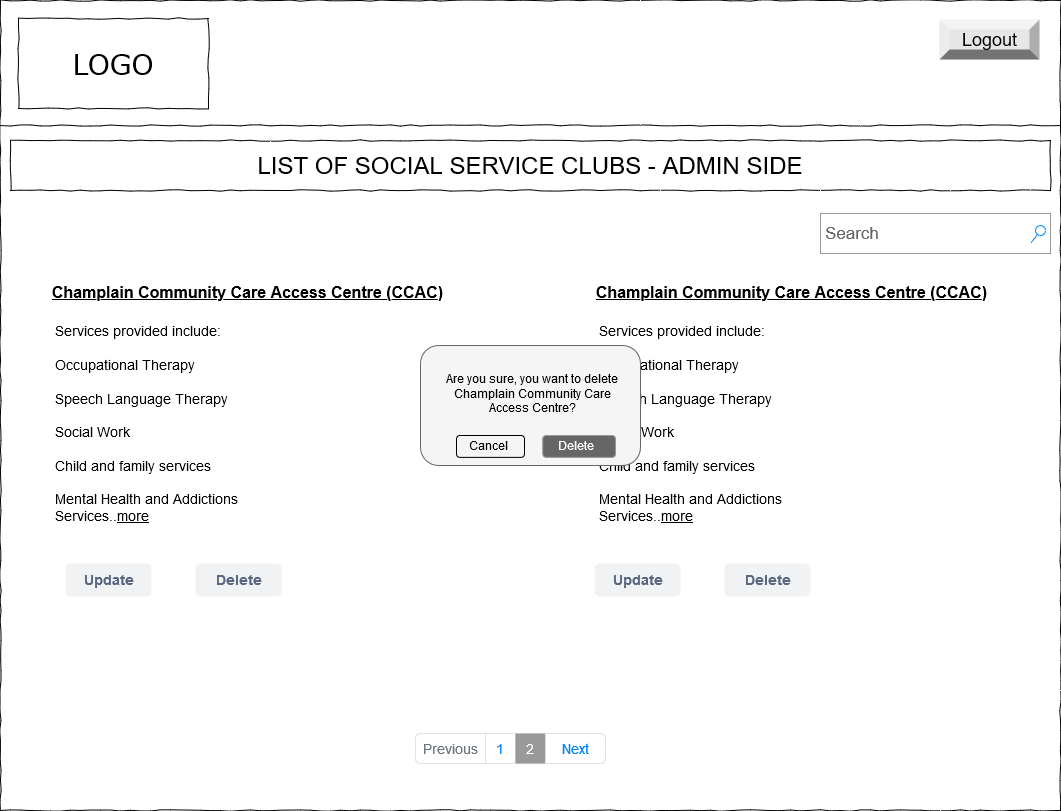 LOGO
Logout
LIST OF SOCIAL SERVICE CLUBS - ADMIN SIDE
Search
Champlain Community Care Access Centre (CCAC)
Services provided include:
Occupational Therapy
Speech Language Therapy
Social Work
Child and family services
Mental Health and Addictions
Services..more
Update Delete
Champlain Community Care Access Centre (CCAC)
Services provided include:
ational Therapy
h Language Therapy
Work
Child and family services
Mental Health and Addictions
Services..more
Update Delete
Are you sure, you want to delete
Champlain Community Care
Access Centre?
Cancel Delete
Previous 1 2 Next